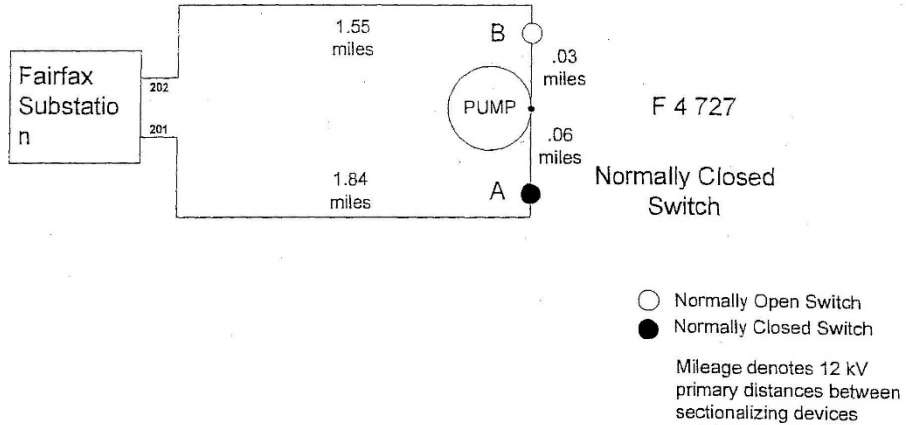 1.55
miles
B
.03
miles
Fairfax
Substatio
n
202
201
PUMP
F 4 727
.06
miles
1.84
miles
A
Normally Closed
Switch
Normally Open Switch
Normally Closed Switch
Mileage denotes 12 kV
primary distances between
sectionalizing devices